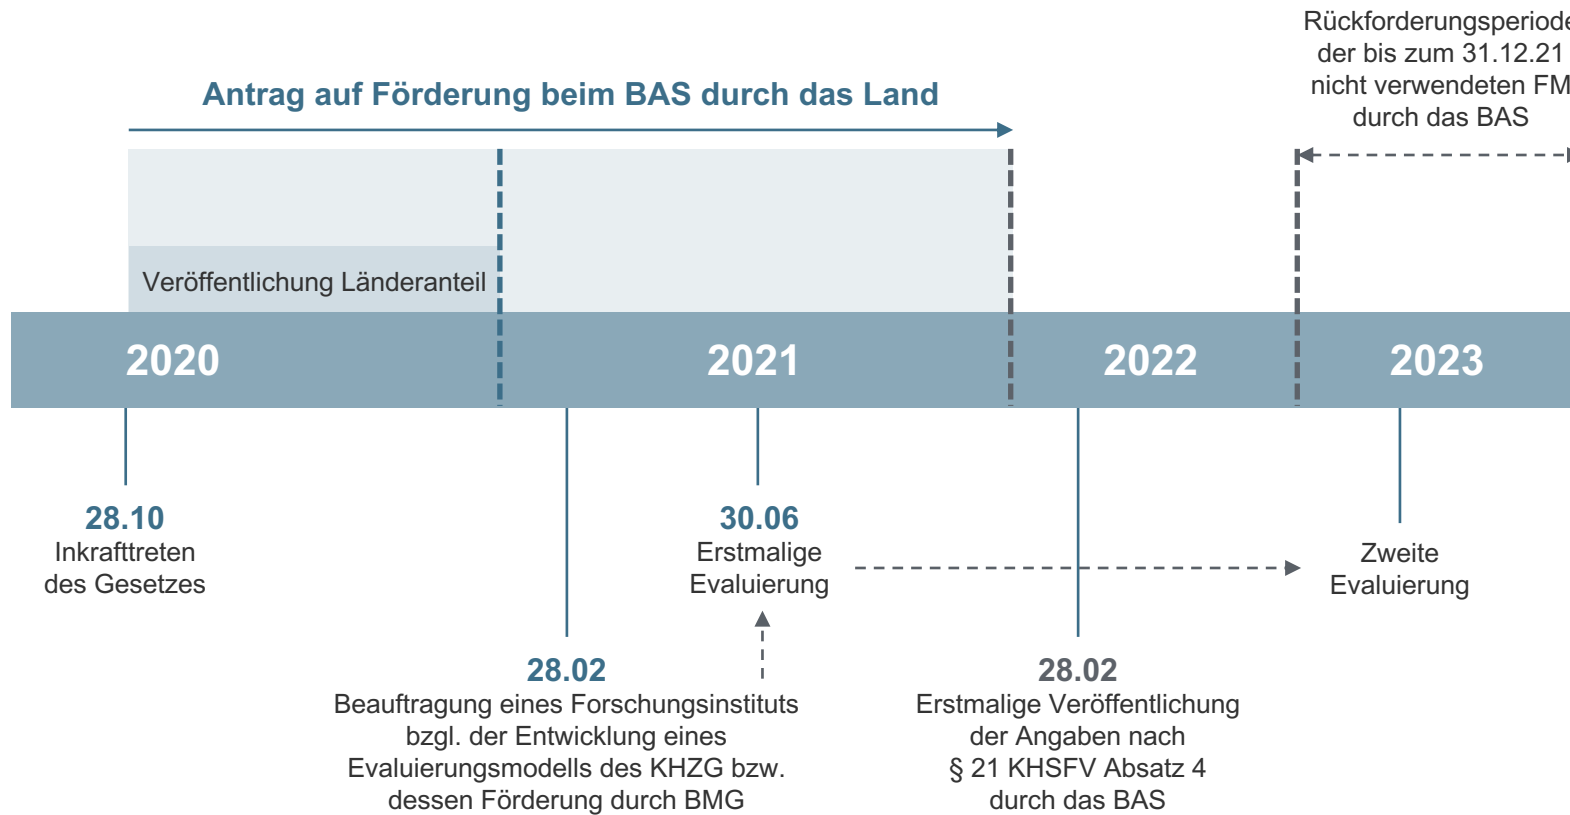 Rückforderungsperiode
der bis zum 31.12.21
nicht verwendeten FM
durch das BAS
Antrag auf Förderung beim BAS durch das Land
Veröffentlichung Länderanteil
2020
2021
2022
2023
28.10
Inkrafttreten
des Gesetzes
30.06
Erstmalige
Evaluierung
Zweite
Evaluierung
28.02
Beauftragung eines Forschungsinstituts
bzgl. der Entwicklung eines
Evaluierungsmodells des KHZG bzw.
dessen Förderung durch BMG
28.02
Erstmalige Veröffentlichung
der Angaben nach
§ 21 KHSFV Absatz 4
durch das BAS